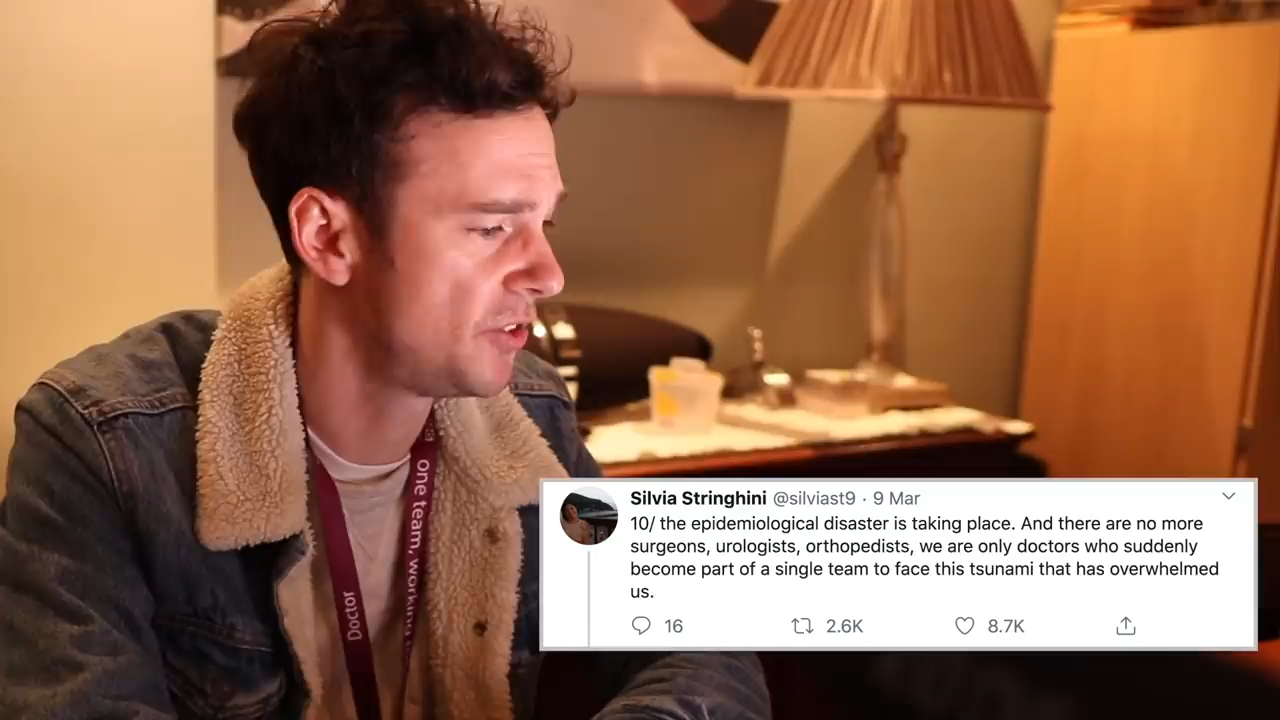 one team, working
Doctor
Silvia Stringhini @silviast9 · 9 Mar
10/ the epidemiological disaster is taking place. And there are no more
surgeons, urologists, orthopedists, we are only doctors who suddenly
become part of a single team to face this tsunami that has overwhelmed
us.
16 2.6K 8.7K